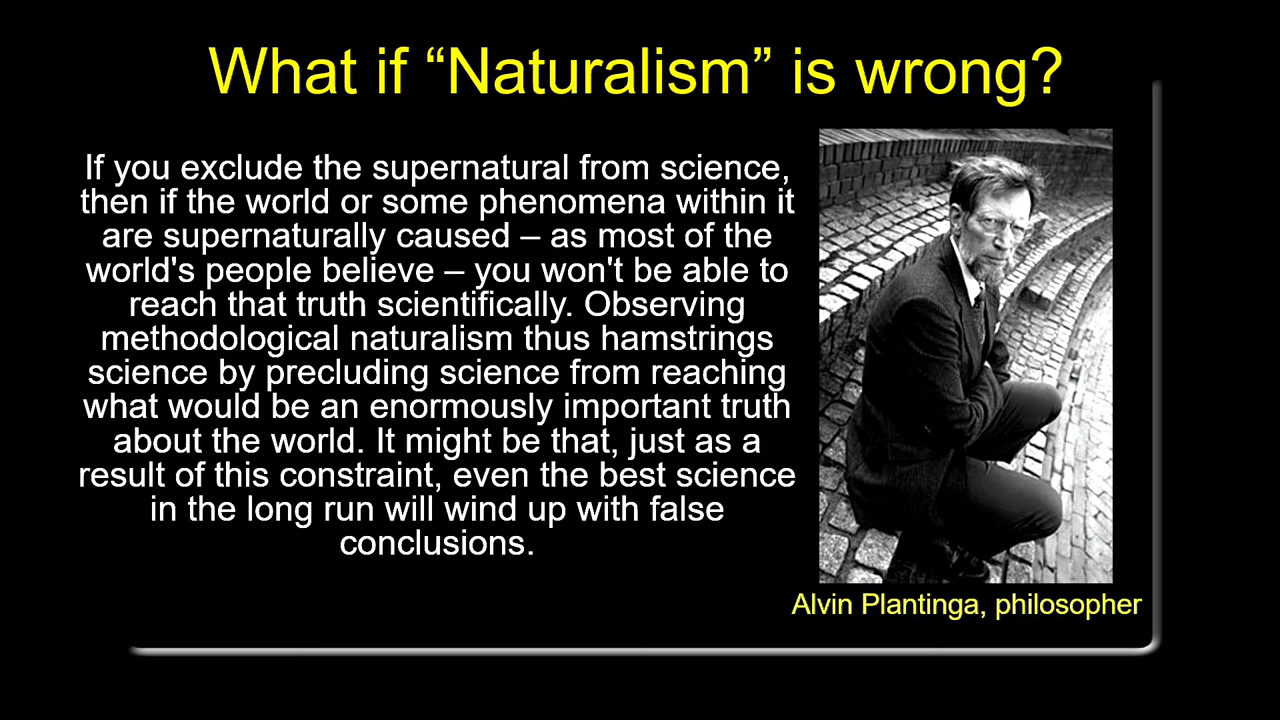 What if “Naturalism” is wrong?
If you exclude the supernatural from science,
then if the world or some phenomena within it
are supernaturally caused – as most of the
world's people believe – you won't be able to
reach that truth scientifically. Observing
methodological naturalism thus hamstrings
science by precluding science from reaching
what would be an enormously important truth
about the world. It might be that, just as a
result of this constraint, even the best science
in the long run will wind up with false
conclusions.
Alvin Plantinga, philosopher